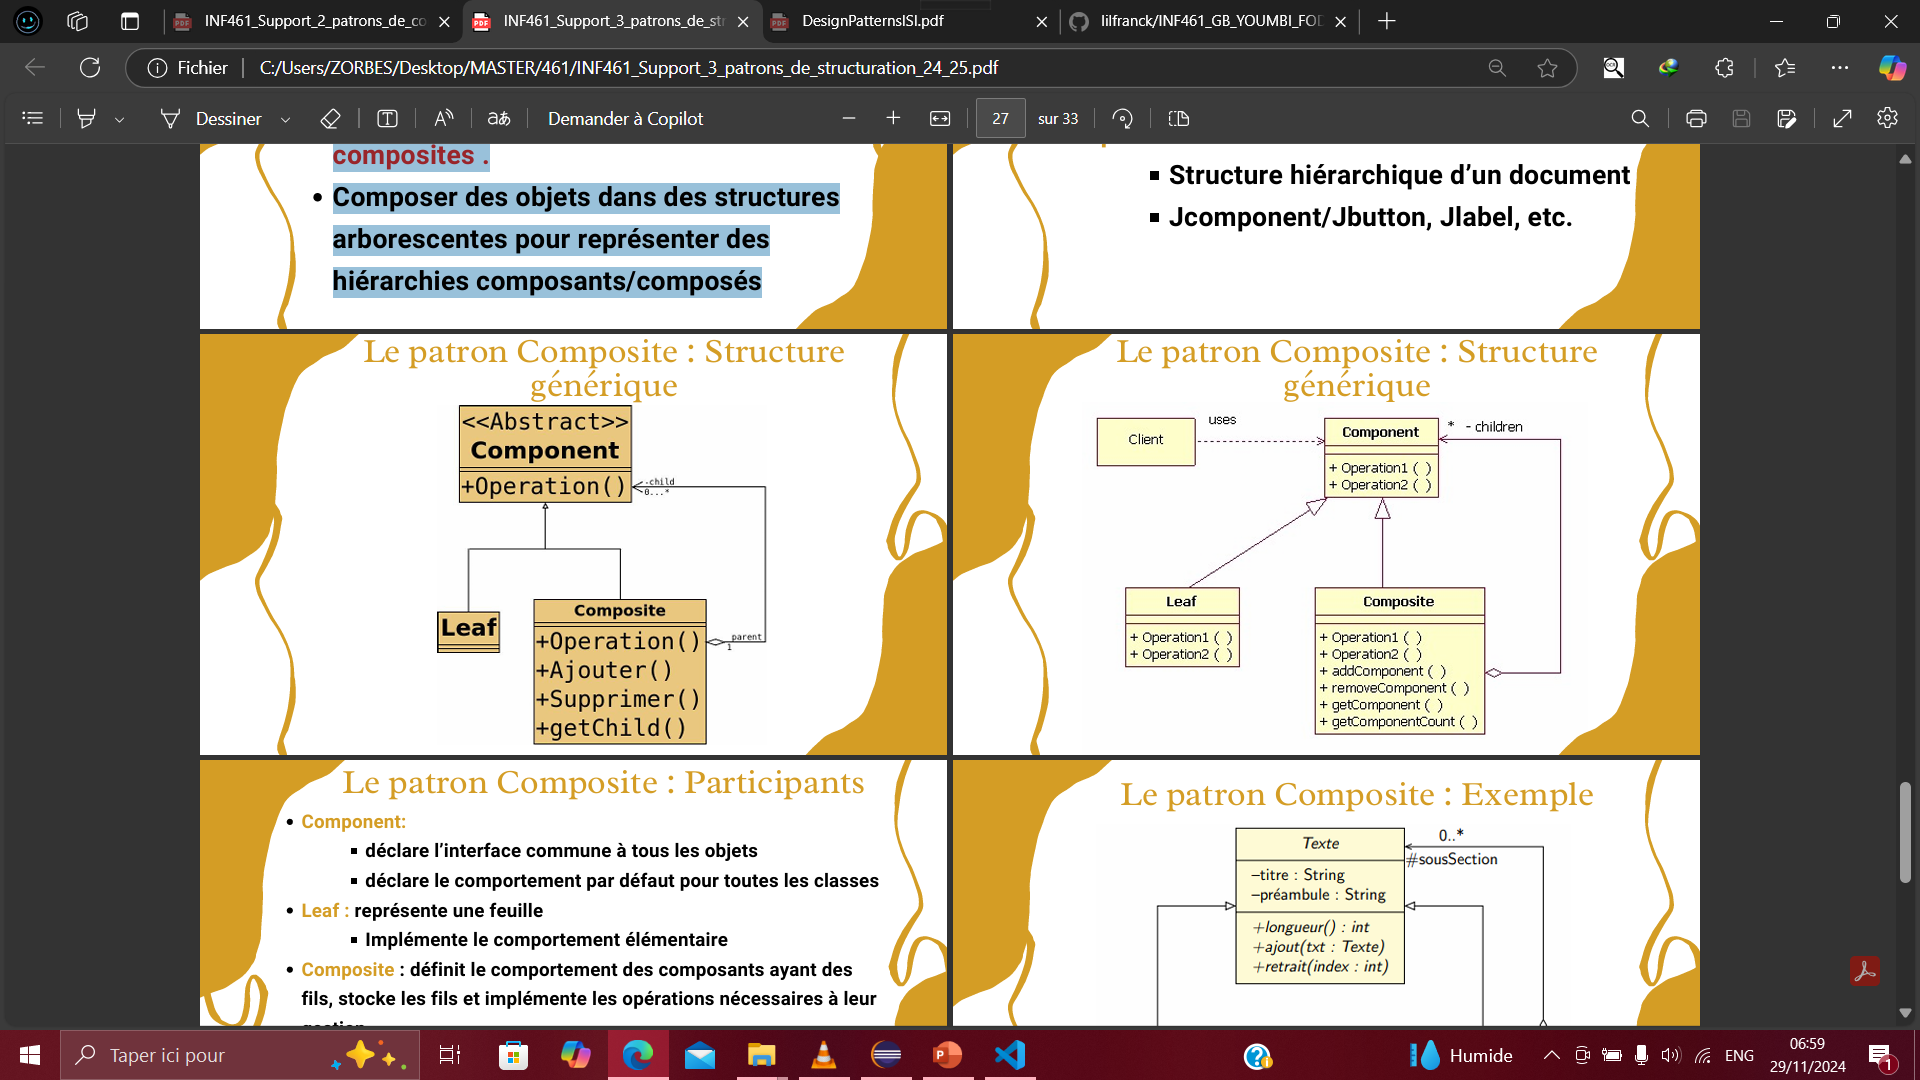 INF461_Support_2_patrons_de_co
INF461_Support_3_patrons_de_str
DesignPatternsISI.pdf
lilfranck/INF461_GB_YOUMBI_FOD
Fichier
C:/Users/ZORBES/Desktop/MASTER/461/INF461_Support_3_patrons_de_structuration_24_25.pdf
Dessiner
aあ
Demander à Copilot
27
sur 33
composites .
• Composer des objets dans des structures
arborescentes pour représenter des
hiérarchies composants/composés
▪ Structure hiérarchique d'un document
▪ Jcomponent/Jbutton, Jlabel, etc.
Le patron Composite : Structure
générique
<<Abstract>>
Component
+Operation()
-child
0...*
Leaf
Composite
+Operation()
+Ajouter()
+Supprimer()
+getChild()
parent
1
Le patron Composite : Structure
générique
Client
uses
Component
+ Operation1 ( )
+ Operation2 ( )
* - children
Leaf
+ Operation1 ( )
+ Operation2 ( )
Composite
+ Operation1 ( )
+ Operation2 ( )
+ addComponent ( )
+ removeComponent ( )
+ getComponent ( )
+ getComponentCount ( )
Le patron Composite : Participants
• Component:
▪ déclare l'interface commune à tous les objets
▪ déclare le comportement par défaut pour toutes les classes
• Leaf : représente une feuille
▪ Implémente le comportement élémentaire
• Composite : définit le comportement des composants ayant des
fils, stocke les fils et implémente les opérations nécessaires à leur
Le patron Composite : Exemple
Texte
–titre : String
–préambule : String
+longueur() : int
+ajout(txt : Texte)
+retrait(index : int)
0..*
#sousSection
Taper ici pour
Humide
ENG
06:59
29/11/2024
1